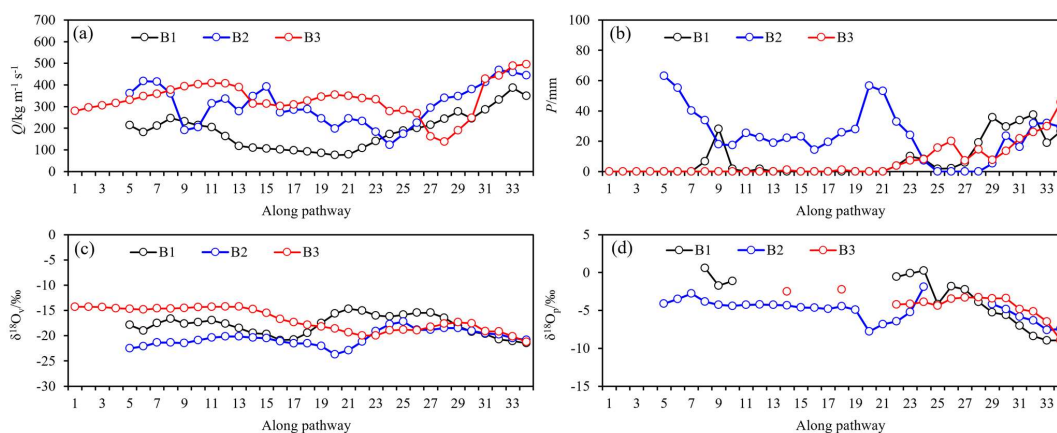 (a)
B1 B2 B3
Q/kg m⁻¹ s⁻¹
700
600
500
400
300
200
100
0
1 3 5 7 9 11 13 15 17 19 21 23 25 27 29 31 33
Along pathway
(b)
B1 B2 B3
P/mm
100
80
60
40
20
0
1 3 5 7 9 11 13 15 17 19 21 23 25 27 29 31 33
Along pathway
(c)
B1 B2 B3
δ¹⁸Oᵥ/‰
0
-5
-10
-15
-20
-25
-30
1 3 5 7 9 11 13 15 17 19 21 23 25 27 29 31 33
Along pathway
(d)
B1 B2 B3
δ¹⁸Oₚ/‰
5
0
-5
-10
-15
1 3 5 7 9 11 13 15 17 19 21 23 25 27 29 31 33
Along pathway